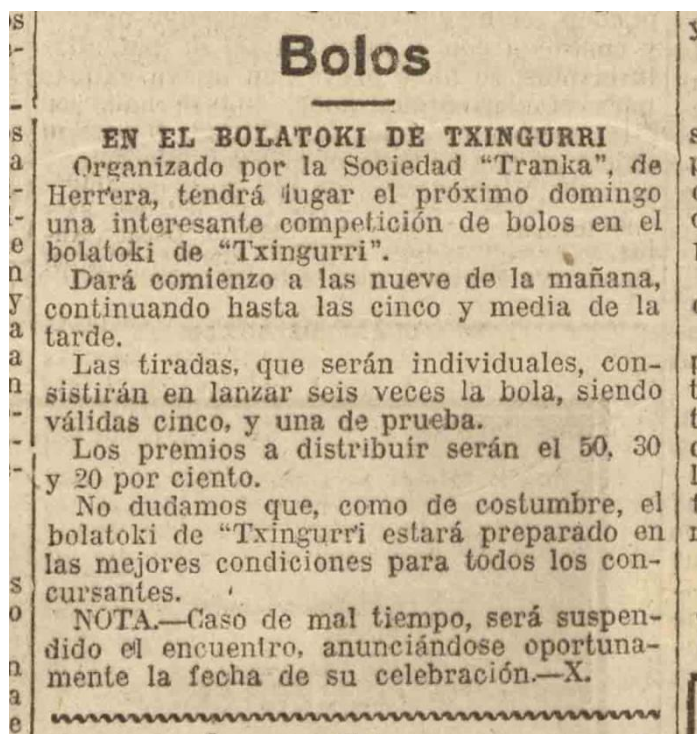 Bolos
EN EL BOLATOKI DE TXINGURRI
Organizado por la Sociedad "Tranka", de
Herrera, tendrá lugar el próximo domingo
una interesante competición de bolos en el
bolatoki de "Txingurri".
Dará comienzo a las nueve de la mañana,
continuando hasta las cinco y media de la
tarde.
Las tiradas, que serán individuales, con-
sistirán en lanzar seis veces la bola, siendo
válidas cinco, y una de prueba.
Los premios a distribuir serán el 50, 30
y 20 por ciento.
No dudamos que, como de costumbre, el
bolatoki de "Txingurri estará preparado en
las mejores condiciones para todos los con-
cursantes.
NOTA.—Caso de mal tiempo, será suspen-
dido el encuentro, anunciándose oportuna-
mente la fecha de su celebración.—X.